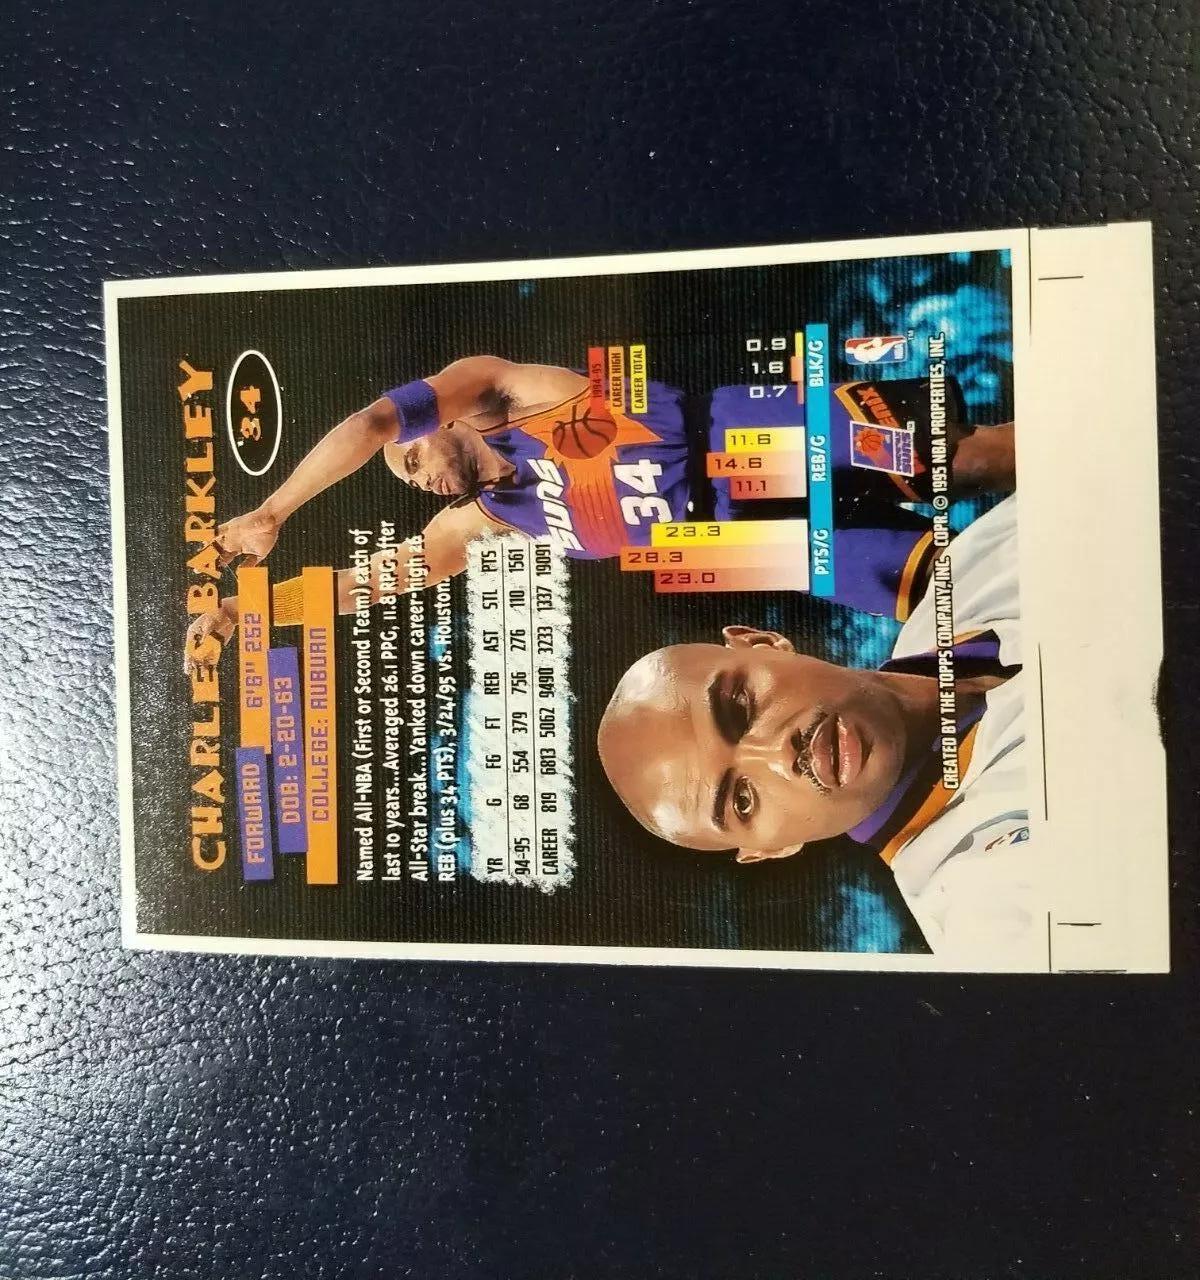 CHARLES BARKLEY
34
FORWARD 6'6" 252
DOB: 2-20-63
COLLEGE: AUBURN
Named All-NBA (First or Second Team) each of
last 10 years...Averaged 26.1 PPG, 11.8 RPG after
All-Star break...Yanked down career-high 26
REB (plus 34 PTS), 3/24/95 vs. Houston.
YR G FG FT REB AST STL PTS
94-95 68 554 379 756 276 110 1561
CAREER 819 6813 5062 9490 3233 1337 19091
SUNS
34
1994-95
CAREER HIGH
CAREER TOTAL
23.3 11.6 0.9
28.3 14.6 1.6
23.0 11.1 0.7
PTS/G REB/G BLK/G
NBA
SUNS
CREATED BY THE TOPPS COMPANY, INC. COPR. © 1995 NBA PROPERTIES, INC.